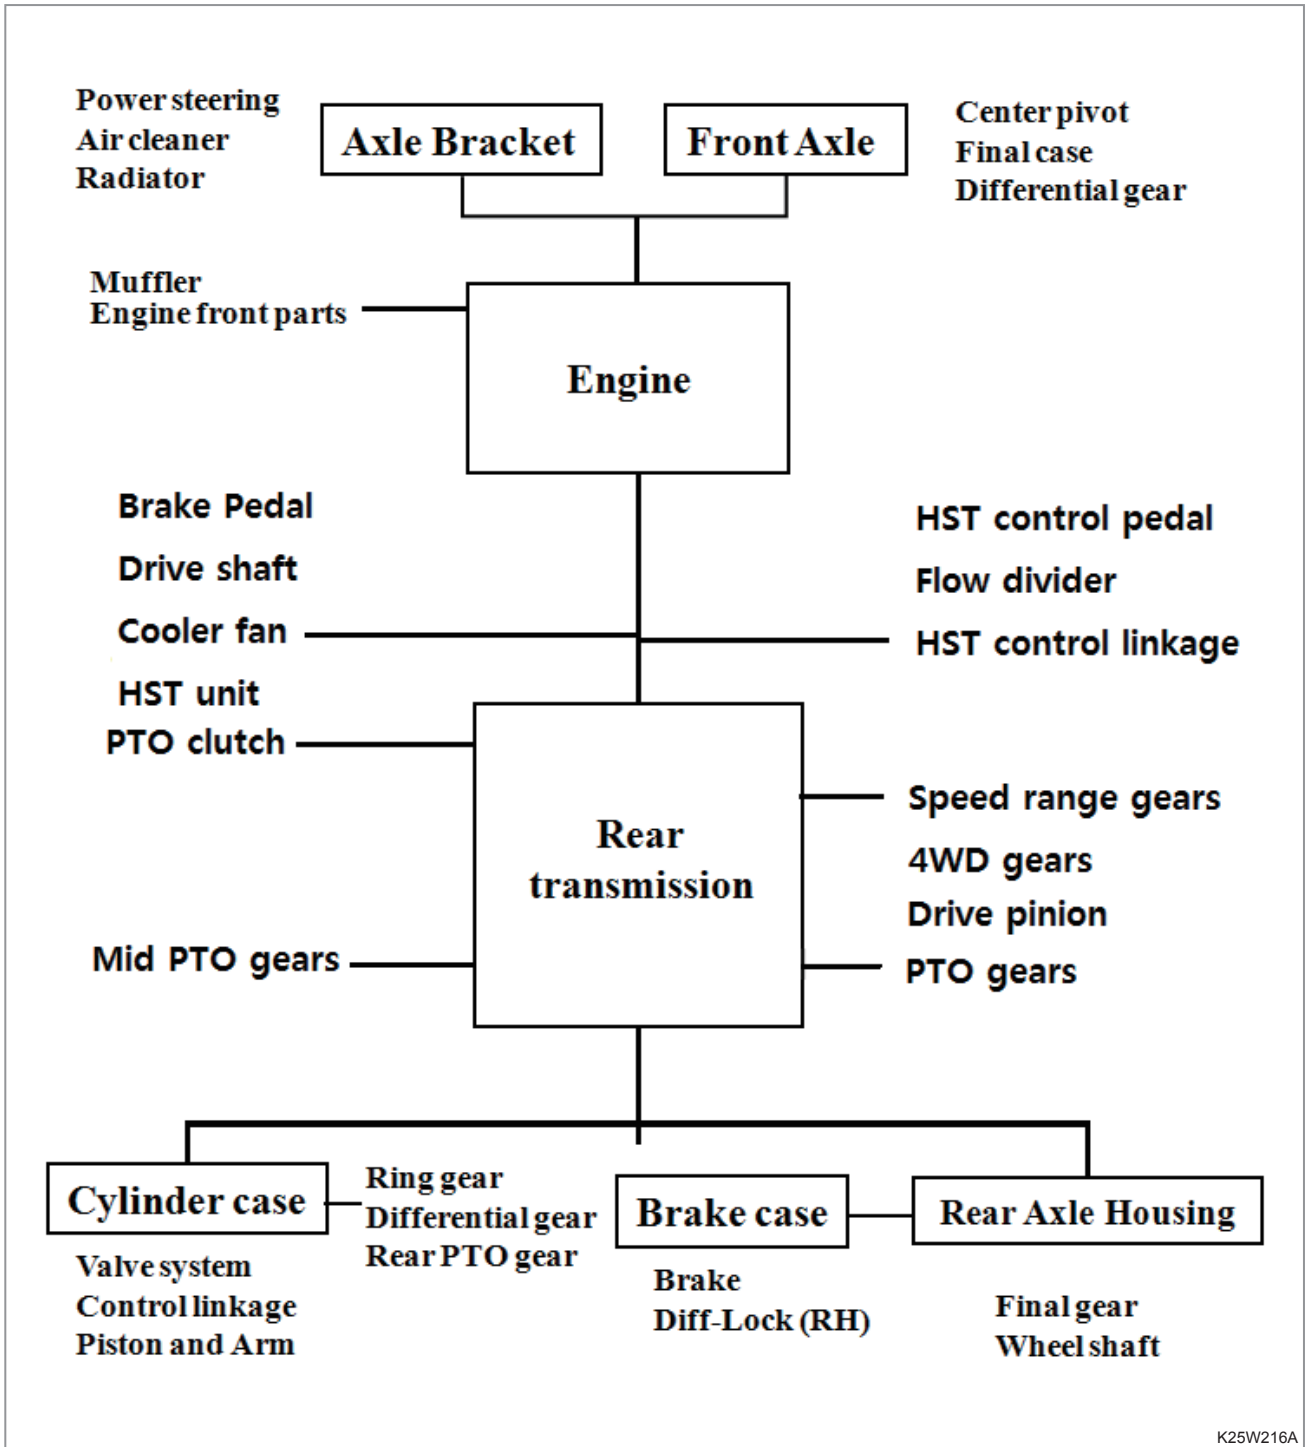 Power steering
Air cleaner
Radiator
Axle Bracket
Front Axle
Center pivot
Final case
Differential gear
Muffler
Engine front parts
Engine
Brake Pedal
Drive shaft
Cooler fan
HST unit
PTO clutch
HST control pedal
Flow divider
HST control linkage
Rear
transmission
Speed range gears
4WD gears
Drive pinion
PTO gears
Mid PTO gears
Cylinder case
Ring gear
Differential gear
Rear PTO gear
Brake case
Rear Axle Housing
Valve system
Control linkage
Piston and Arm
Brake
Diff-Lock (RH)
Final gear
Wheel shaft
K25W216A